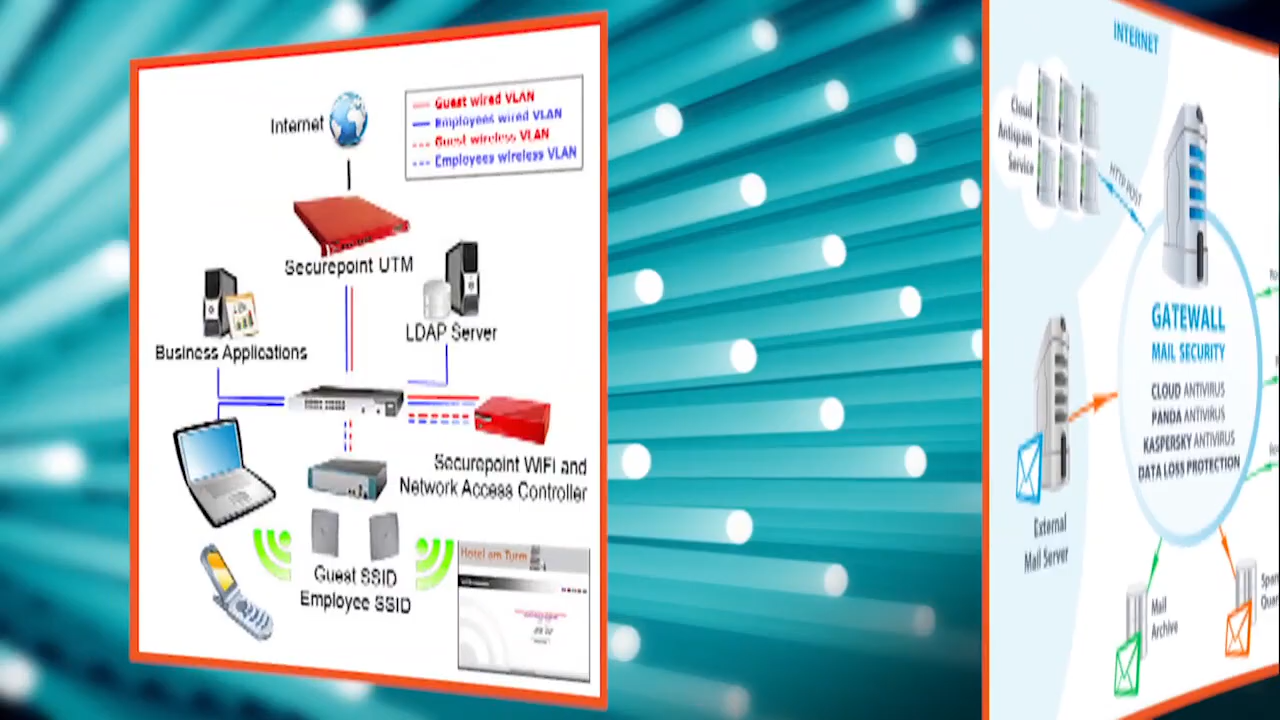 Internet
Guest wired VLAN
Employees wired VLAN
Guest wireless VLAN
Employees wireless VLAN
Securepoint UTM
LDAP Server
Business Applications
Securepoint WiFi and
Network Access Controller
Guest SSID
Employee SSID
Hotel am Turm
INTERNET
Cloud
Antispam
Service
HTTP POST
GATEWALL
MAIL SECURITY
CLOUD ANTIVIRUS
PANDA ANTIVIRUS
KASPERSKY ANTIVIRUS
DATA LOSS PROTECTION
External
Mail Server
Mail
Archive